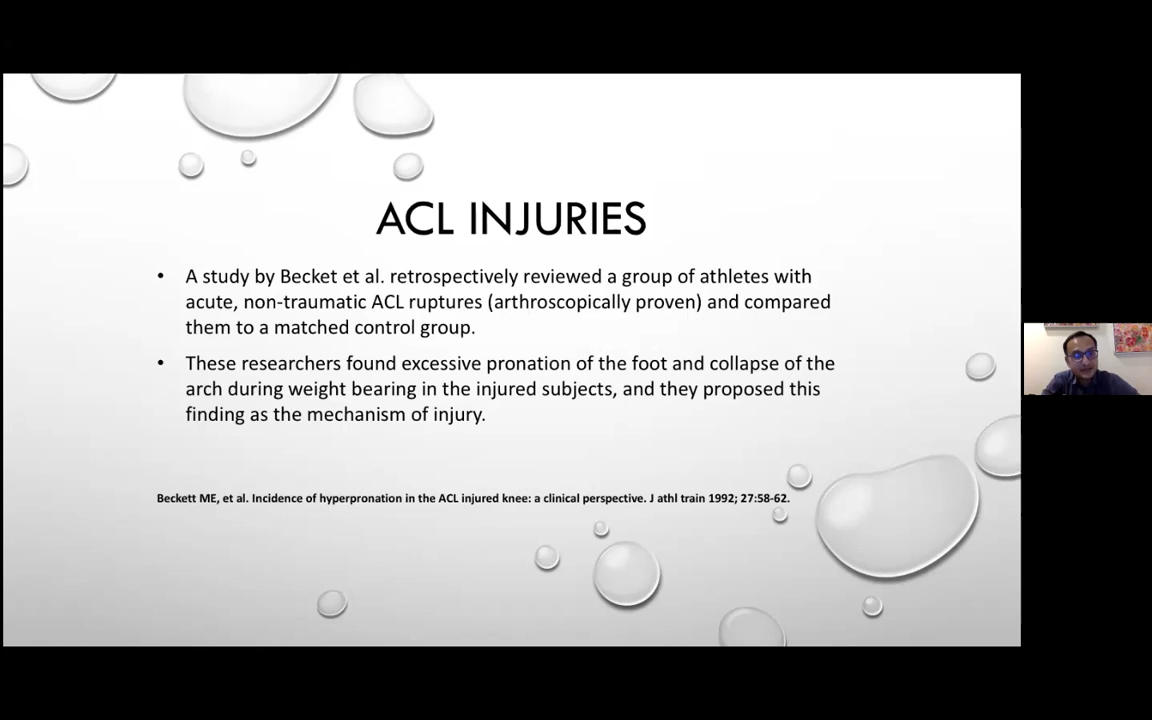 ACL INJURIES
• A study by Becket et al. retrospectively reviewed a group of athletes with
acute, non-traumatic ACL ruptures (arthroscopically proven) and compared
them to a matched control group.
• These researchers found excessive pronation of the foot and collapse of the
arch during weight bearing in the injured subjects, and they proposed this
finding as the mechanism of injury.
Beckett ME, et al. Incidence of hyperpronation in the ACL injured knee: a clinical perspective. J athl train 1992; 27:58-62.